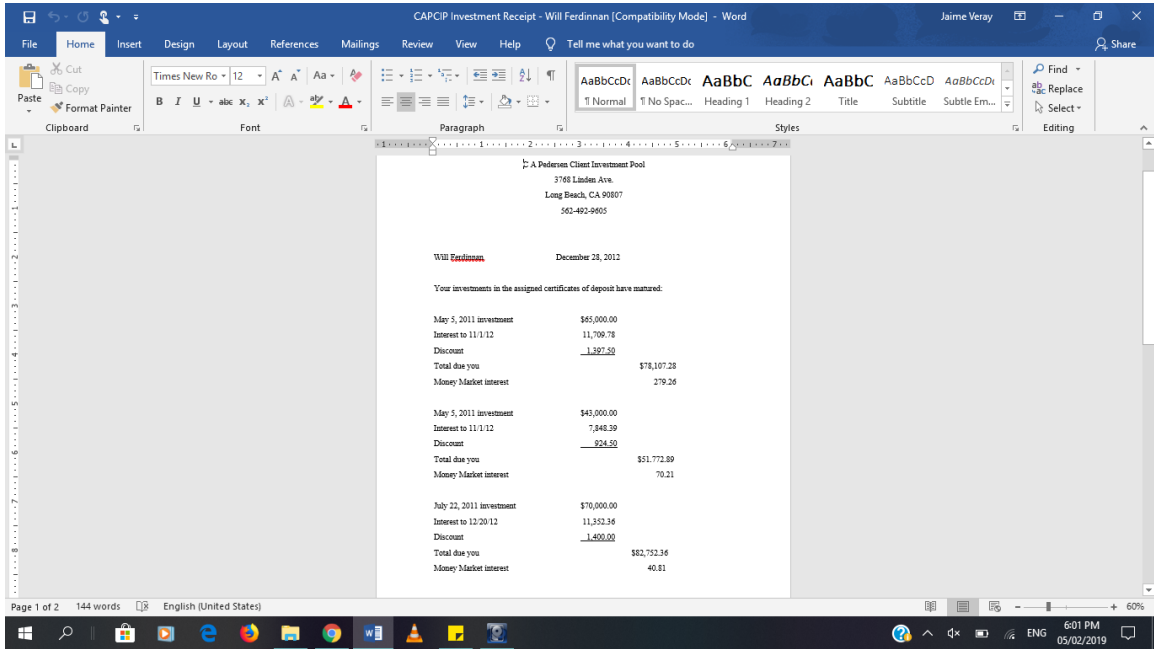 CAPCIP Investment Receipt - Will Ferdinnan [Compatibility Mode] - Word
Jaime Veray
File Home Insert Design Layout References Mailings Review View Help Tell me what you want to do Share
Cut
Copy
Format Painter
Paste
Clipboard
Times New Ro 12
Font
Paragraph
AaBbCcDc AaBbCcDc AaBbC AaBbCc AaBbC AaBbCcD AaBbCcDc
¶ Normal ¶ No Spac... Heading 1 Heading 2 Title Subtitle Subtle Em...
Styles
Find
Replace
Select
Editing
C A Pedersen Client Investment Pool
3768 Linden Ave.
Long Beach, CA 90807
562-492-9605
Will Ferdinnan December 28, 2012
Your investments in the assigned certificates of deposit have matured:
May 5, 2011 investment $65,000.00
Interest to 11/1/12 11,709.78
Discount 1,397.50
Total due you $78,107.28
Money Market interest 279.26
May 5, 2011 investment $43,000.00
Interest to 11/1/12 7,848.39
Discount 924.50
Total due you $51.772.89
Money Market interest 70.21
July 22, 2011 investment $70,000.00
Interest to 12/20/12 11,352.36
Discount 1,400.00
Total due you $82,752.36
Money Market interest 40.81
Page 1 of 2 144 words English (United States) 60%
ENG
6:01 PM
05/02/2019